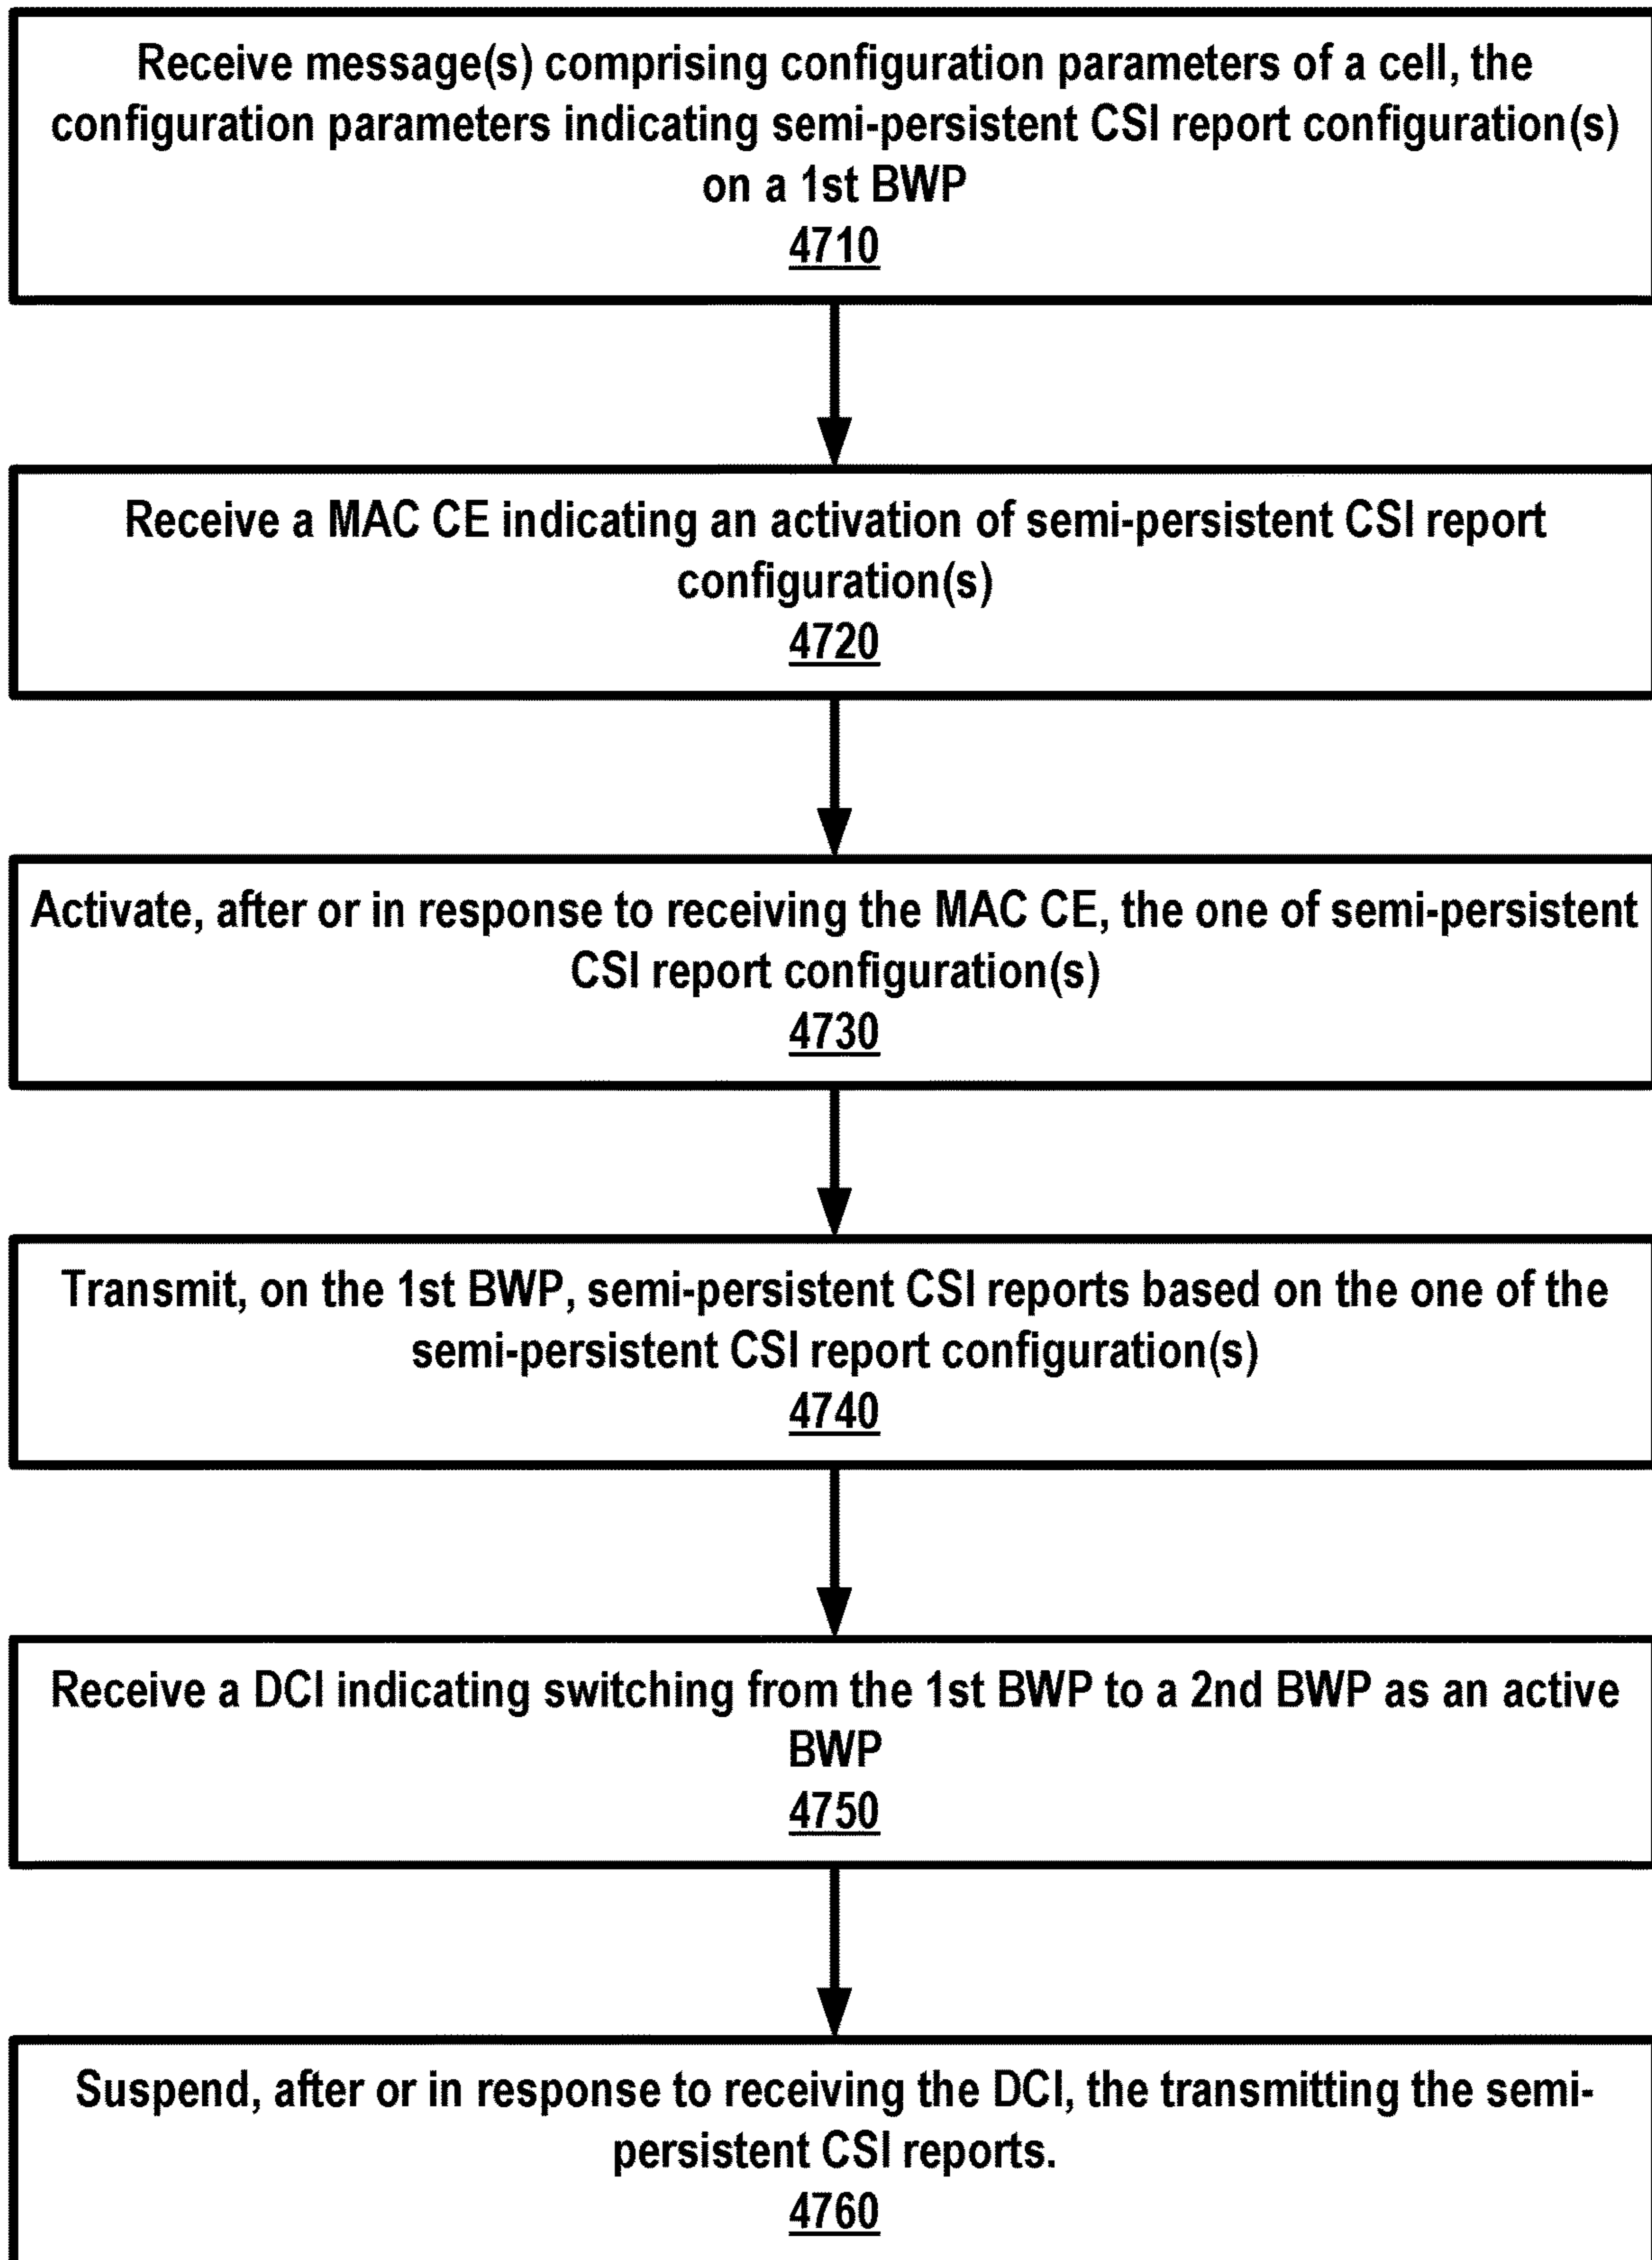 Receive message(s) comprising configuration parameters of a cell, the
configuration parameters indicating semi-persistent CSI report configuration(s)
on a 1st BWP
4710
Receive a MAC CE indicating an activation of semi-persistent CSI report
configuration(s)
4720
Activate, after or in response to receiving the MAC CE, the one of semi-persistent
CSI report configuration(s)
4730
Transmit, on the 1st BWP, semi-persistent CSI reports based on the one of the
semi-persistent CSI report configuration(s)
4740
Receive a DCI indicating switching from the 1st BWP to a 2nd BWP as an active
BWP
4750
Suspend, after or in response to receiving the DCI, the transmitting the semi-
persistent CSI reports.
4760